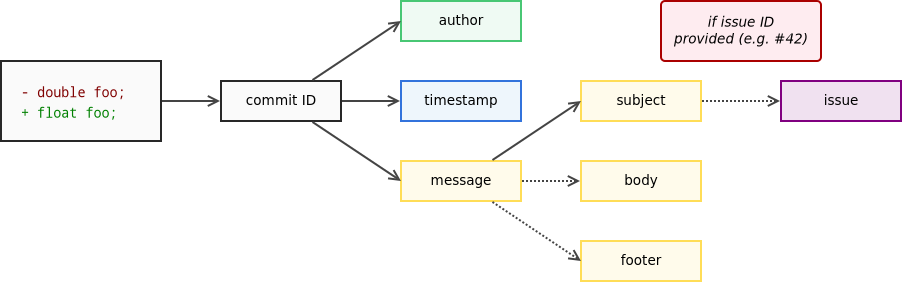 - double foo;
+ float foo;
commit ID
author
timestamp
message
subject
body
footer
if issue ID
provided (e.g. #42)
issue